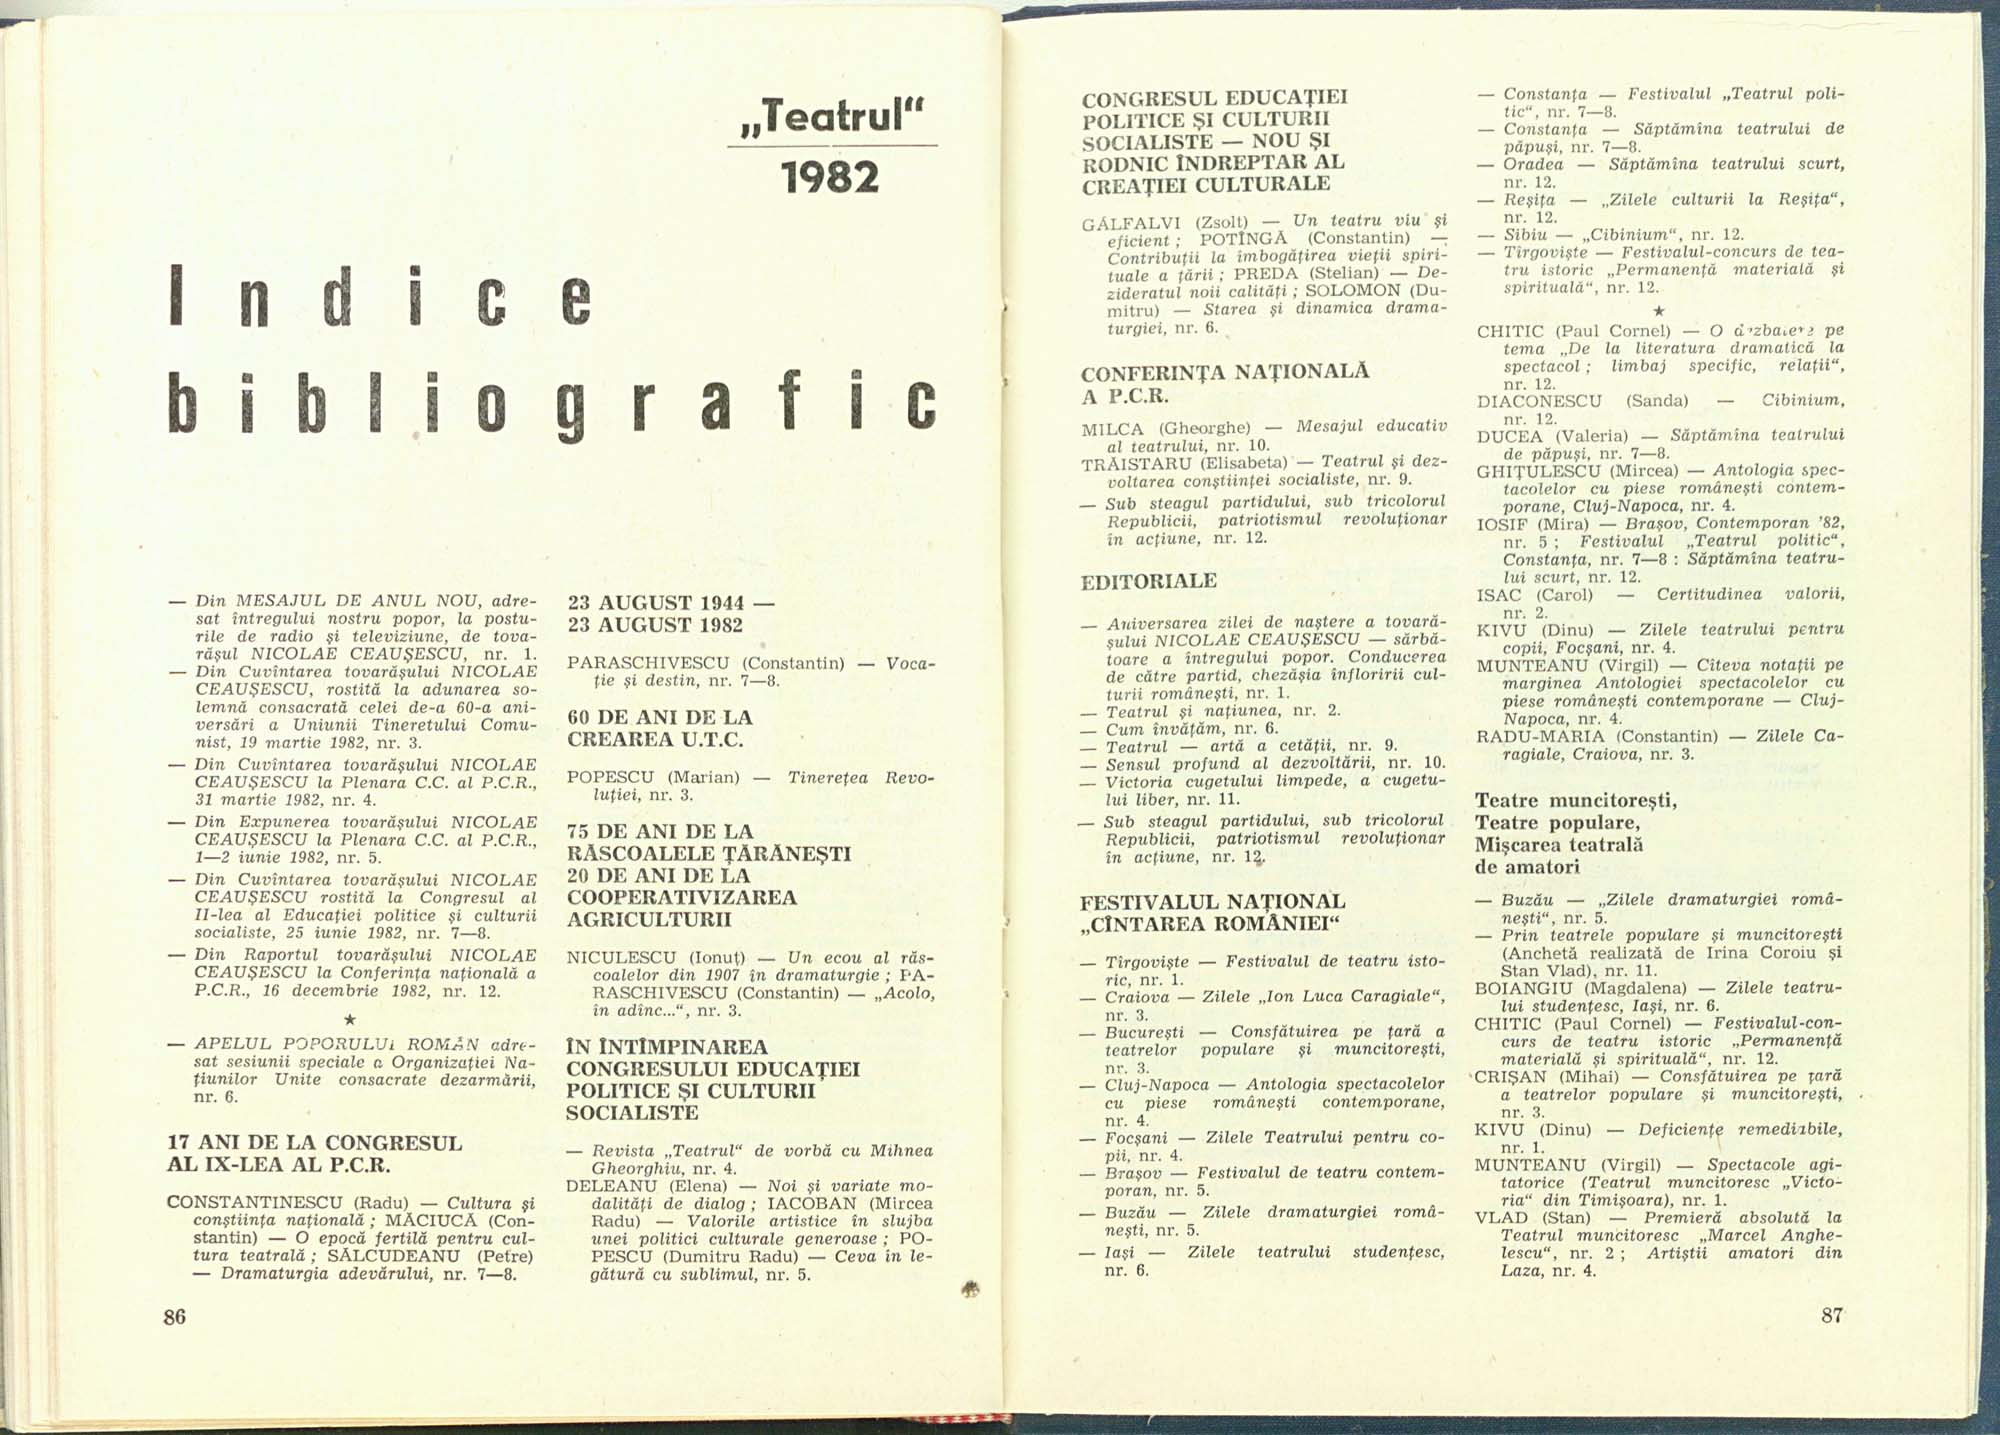 „Teatrul“
1982
Indice
bibliografic
— Din MESAJUL DE ANUL NOU, adre-
sat întregului nostru popor, la postu-
rile de radio și televiziune, de tova-
rășul NICOLAE CEAUȘESCU, nr. 1.
— Din Cuvîntarea tovarășului NICOLAE
CEAUȘESCU, rostită la adunarea so-
lemnă consacrată celei de-a 60-a ani-
versări a Uniunii Tineretului Comu-
nist, 19 martie 1982, nr. 3.
— Din Cuvîntarea tovarășului NICOLAE
CEAUȘESCU la Plenara C.C. al P.C.R.,
31 martie 1982, nr. 4.
— Din Expunerea tovarășului NICOLAE
CEAUȘESCU la Plenara C.C. al P.C.R.,
1—2 iunie 1982, nr. 5.
— Din Cuvîntarea tovarășului NICOLAE
CEAUȘESCU rostită la Congresul al
II-lea al Educației politice și culturii
socialiste, 25 iunie 1982, nr. 7—8.
— Din Raportul tovarășului NICOLAE
CEAUȘESCU la Conferința națională a
P.C.R., 16 decembrie 1982, nr. 12.
★
— APELUL POPORULUI ROMÂN adre-
sat sesiunii speciale a Organizației Na-
țiunilor Unite consacrate dezarmării,
nr. 6.
17 ANI DE LA CONGRESUL
AL IX-LEA AL P.C.R.
CONSTANTINESCU (Radu) — Cultura și
conștiința națională ; MĂCIUCĂ (Con-
stantin) — O epocă fertilă pentru cul-
tura teatrală ; SĂLCUDEANU (Petre)
— Dramaturgia adevărului, nr. 7—8.
86
23 AUGUST 1944 —
23 AUGUST 1982
PARASCHIVESCU (Constantin) — Voca-
ție și destin, nr. 7—8.
60 DE ANI DE LA
CREAREA U.T.C.
POPESCU (Marian) — Tinerețea Revo-
luției, nr. 3.
75 DE ANI DE LA
RĂSCOALELE ȚĂRĂNEȘTI
20 DE ANI DE LA
COOPERATIVIZAREA
AGRICULTURII
NICULESCU (Ionuț) — Un ecou al răs-
coalelor din 1907 în dramaturgie ; PA-
RASCHIVESCU (Constantin) — „Acolo,
în adînc...“, nr. 3.
ÎN ÎNTÎMPINAREA
CONGRESULUI EDUCAȚIEI
POLITICE ȘI CULTURII
SOCIALISTE
— Revista „Teatrul“ de vorbă cu Mihnea
Gheorghiu, nr. 4.
DELEANU (Elena) — Noi și variate mo-
dalități de dialog ; IACOBAN (Mircea
Radu) — Valorile artistice în slujba
unei politici culturale generoase ; PO-
PESCU (Dumitru Radu) — Ceva în le-
gătură cu sublimul, nr. 5.
CONGRESUL EDUCAȚIEI
POLITICE ȘI CULTURII
SOCIALISTE — NOU ȘI
RODNIC ÎNDREPTAR AL
CREAȚIEI CULTURALE
GÁLFALVI (Zsolt) — Un teatru viu și
eficient ; POTÎNGĂ (Constantin) —
Contribuții la îmbogățirea vieții spiri-
tuale a țării ; PREDA (Stelian) — De-
zideratul noii calități ; SOLOMON (Du-
mitru) — Starea și dinamica drama-
turgiei, nr. 6.
CONFERINȚA NAȚIONALĂ
A P.C.R.
MILCA (Gheorghe) — Mesajul educativ
al teatrului, nr. 10.
TRĂISTARU (Elisabeta) — Teatrul și dez-
voltarea conștiinței socialiste, nr. 9.
— Sub steagul partidului, sub tricolorul
Republicii, patriotismul revoluționar
în acțiune, nr. 12.
EDITORIALE
— Aniversarea zilei de naștere a tovară-
șului NICOLAE CEAUȘESCU — sărbă-
toare a întregului popor. Conducerea
de către partid, chezășia înfloririi cul-
turii românești, nr. 1.
— Teatrul și națiunea, nr. 2.
— Cum învățăm, nr. 6.
— Teatrul — artă a cetății, nr. 9.
— Sensul profund al dezvoltării, nr. 10.
— Victoria cugetului limpede, a cugetu-
lui liber, nr. 11.
— Sub steagul partidului, sub tricolorul
Republicii, patriotismul revoluționar
în acțiune, nr. 12.
FESTIVALUL NAȚIONAL
„CÎNTAREA ROMÂNIEI“
— Tîrgoviște — Festivalul de teatru isto-
ric, nr. 1.
— Craiova — Zilele „Ion Luca Caragiale“,
nr. 3.
— București — Consfătuirea pe țară a
teatrelor populare și muncitorești,
nr. 3.
— Cluj-Napoca — Antologia spectacolelor
cu piese românești contemporane,
nr. 4.
— Focșani — Zilele Teatrului pentru co-
pii, nr. 4.
— Brașov — Festivalul de teatru contem-
poran, nr. 5.
— Buzău — Zilele dramaturgiei româ-
nești, nr. 5.
— Iași — Zilele teatrului studențesc,
nr. 6.
— Constanța — Festivalul „Teatrul poli-
tic“, nr. 7—8.
— Constanța — Săptămîna teatrului de
păpuși, nr. 7—8.
— Oradea — Săptămîna teatrului scurt,
nr. 12.
— Reșița — „Zilele culturii la Reșița“,
nr. 12.
— Sibiu — „Cibinium“, nr. 12.
— Tîrgoviște — Festivalul-concurs de tea-
tru istoric „Permanență materială și
spirituală“, nr. 12.
★
CHITIC (Paul Cornel) — O dezbatere pe
tema „De la literatura dramatică la
spectacol ; limbaj specific, relații“,
nr. 12.
DIACONESCU (Sanda) — Cibinium,
nr. 12.
DUCEA (Valeria) — Săptămîna teatrului
de păpuși, nr. 7—8.
GHIȚULESCU (Mircea) — Antologia spec-
tacolelor cu piese românești contem-
porane, Cluj-Napoca, nr. 4.
IOSIF (Mira) — Brașov, Contemporan '82,
nr. 5 ; Festivalul „Teatrul politic“,
Constanța, nr. 7—8 : Săptămîna teatru-
lui scurt, nr. 12.
ISAC (Carol) — Certitudinea valorii,
nr. 2.
KIVU (Dinu) — Zilele teatrului pentru
copii, Focșani, nr. 4.
MUNTEANU (Virgil) — Cîteva notații pe
marginea Antologiei spectacolelor cu
piese românești contemporane — Cluj-
Napoca, nr. 4.
RADU-MARIA (Constantin) — Zilele Ca-
ragiale, Craiova, nr. 3.
Teatre muncitorești,
Teatre populare,
Mișcarea teatrală
de amatori
— Buzău — „Zilele dramaturgiei româ-
nești“, nr. 5.
— Prin teatrele populare și muncitorești
(Anchetă realizată de Irina Coroiu și
Stan Vlad), nr. 11.
BOIANGIU (Magdalena) — Zilele teatru-
lui studențesc, Iași, nr. 6.
CHITIC (Paul Cornel) — Festivalul-con-
curs de teatru istoric „Permanență
materială și spirituală“, nr. 12.
CRIȘAN (Mihai) — Consfătuirea pe țară
a teatrelor populare și muncitorești,
nr. 3.
KIVU (Dinu) — Deficiențe remediabile,
nr. 1.
MUNTEANU (Virgil) — Spectacole agi-
tatorice (Teatrul muncitoresc „Victo-
ria“ din Timișoara), nr. 1.
VLAD (Stan) — Premieră absolută la
Teatrul muncitoresc „Marcel Anghe-
lescu“, nr. 2 ; Artiștii amatori din
Laza, nr. 4.
87